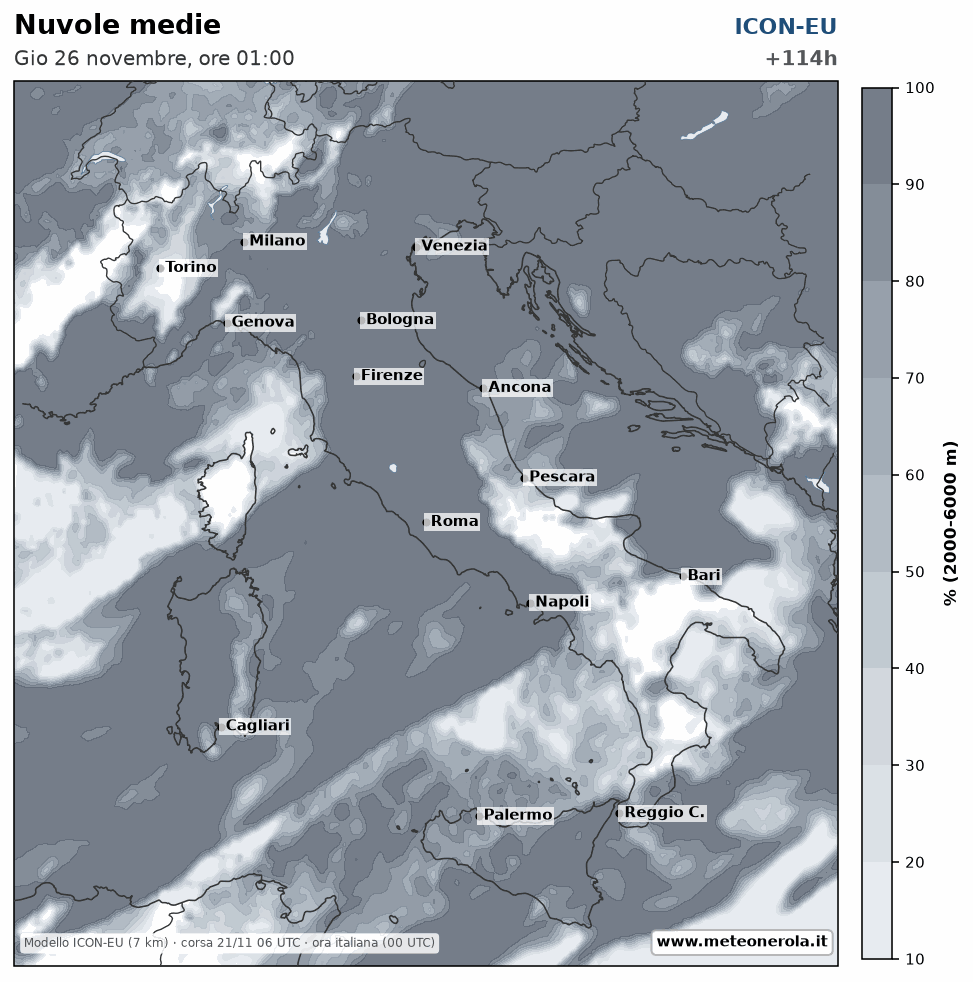 Nuvole medie
ICON-EU
Gio 26 novembre, ore 01:00
+114h
100
90
80
70
60
50
40
30
20
10
% (2000-6000 m)
Milano
Venezia
Torino
Genova
Bologna
Firenze
Ancona
Pescara
Roma
Bari
Napoli
Cagliari
Palermo
Reggio C.
Modello ICON-EU (7 km) · corsa 21/11 06 UTC · ora italiana (00 UTC)
www.meteonerola.it